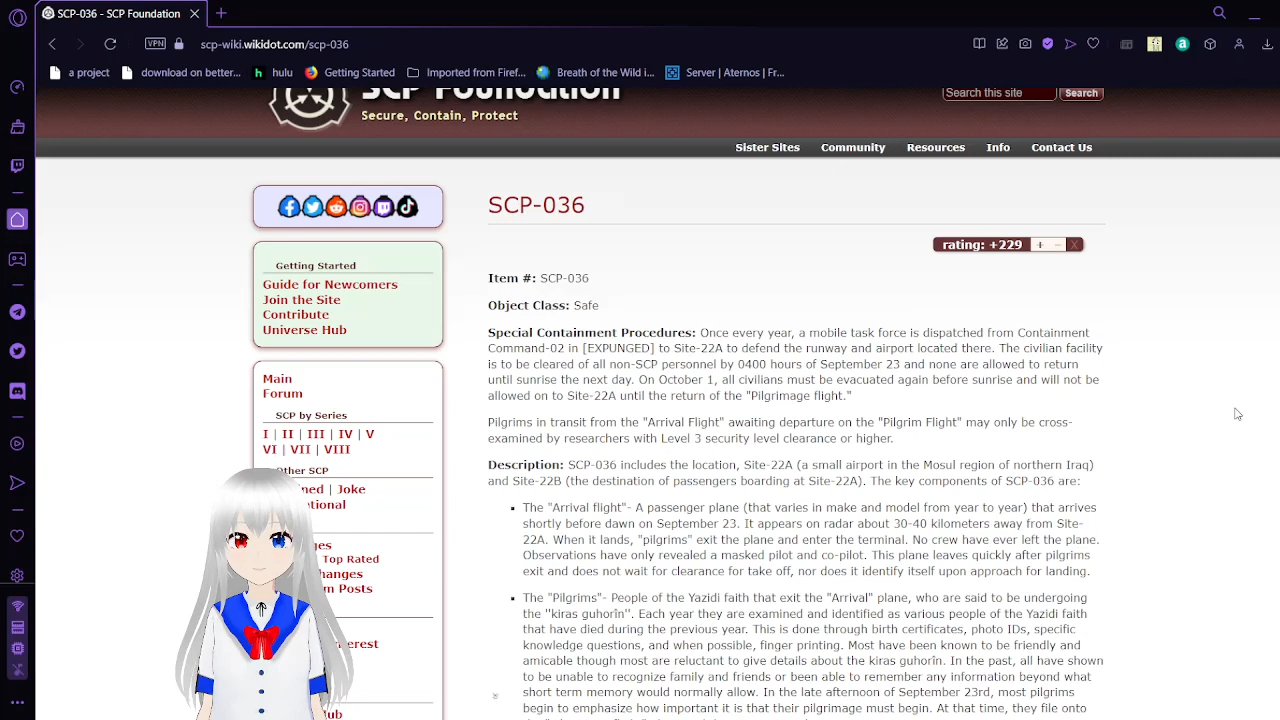 SCP-036 - SCP Foundation
VPN
scp-wiki.wikidot.com/scp-036
a project
download on better...
h hulu
Getting Started
Imported from Firef...
Breath of the Wild i...
Server | Aternos | Fr...
SCP Foundation
Secure, Contain, Protect
Search this site
Search
Sister Sites
Community
Resources
Info
Contact Us
Getting Started
Guide for Newcomers
Join the Site
Contribute
Universe Hub
Main
Forum
SCP by Series
I | II | III | IV | V
VI | VII | VIII
Other SCP
| Joke
Top Rated
SCP-036
rating: +229 + – X
Item #: SCP-036
Object Class: Safe
Special Containment Procedures: Once every year, a mobile task force is dispatched from Containment
Command-02 in [EXPUNGED] to Site-22A to defend the runway and airport located there. The civilian facility
is to be cleared of all non-SCP personnel by 0400 hours of September 23 and none are allowed to return
until sunrise the next day. On October 1, all civilians must be evacuated again before sunrise and will not be
allowed on to Site-22A until the return of the "Pilgrimage flight."
Pilgrims in transit from the "Arrival Flight" awaiting departure on the "Pilgrim Flight" may only be cross-
examined by researchers with Level 3 security level clearance or higher.
Description: SCP-036 includes the location, Site-22A (a small airport in the Mosul region of northern Iraq)
and Site-22B (the destination of passengers boarding at Site-22A). The key components of SCP-036 are:
The "Arrival flight"- A passenger plane (that varies in make and model from year to year) that arrives
shortly before dawn on September 23. It appears on radar about 30-40 kilometers away from Site-
22A. When it lands, "pilgrims" exit the plane and enter the terminal. No crew have ever left the plane.
Observations have only revealed a masked pilot and co-pilot. This plane leaves quickly after pilgrims
exit and does not wait for clearance for take off, nor does it identify itself upon approach for landing.
The "Pilgrims"- People of the Yazidi faith that exit the "Arrival" plane, who are said to be undergoing
the "kiras guhorîn". Each year they are examined and identified as various people of the Yazidi faith
that have died during the previous year. This is done through birth certificates, photo IDs, specific
knowledge questions, and when possible, finger printing. Most have been known to be friendly and
amicable though most are reluctant to give details about the kiras guhorîn. In the past, all have shown
to be unable to recognize family and friends or been able to remember any information beyond what
short term memory would normally allow. In the late afternoon of September 23rd, most pilgrims
begin to emphasize how important it is that their pilgrimage must begin. At that time, they file onto